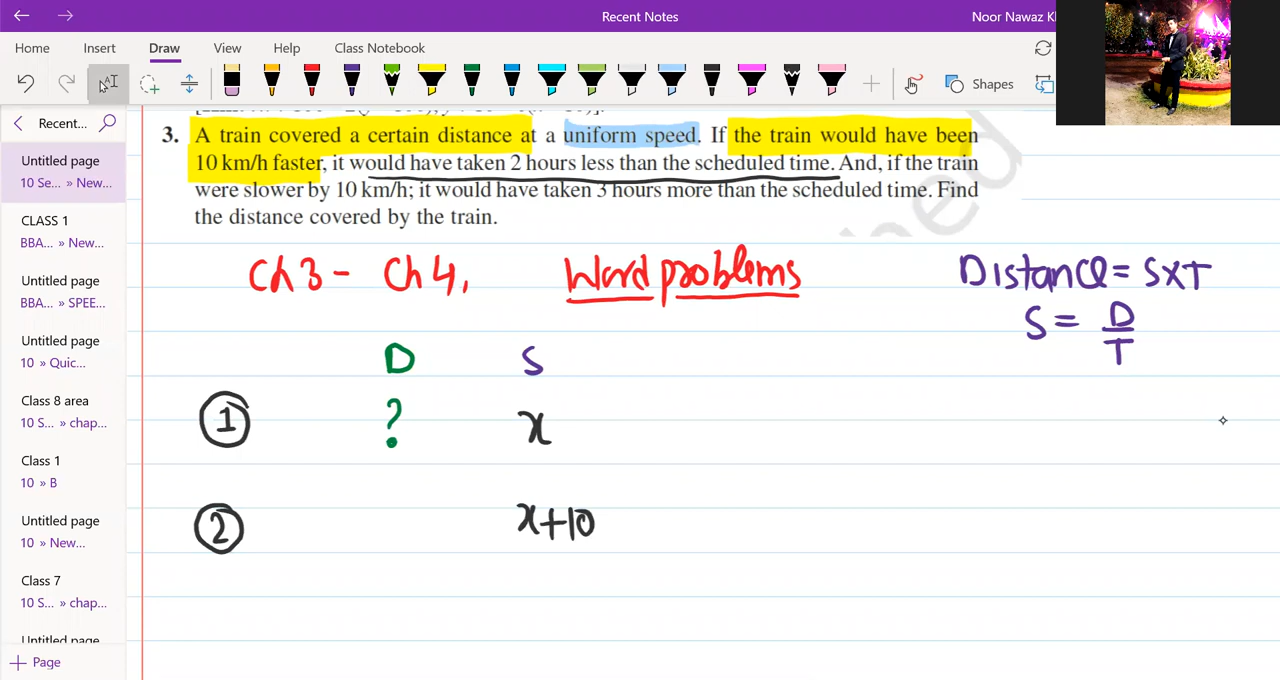 Recent Notes
Noor Nawaz Kh
Home Insert Draw View Help Class Notebook
Shapes
Recent...
3. A train covered a certain distance at a uniform speed. If the train would have been
10 km/h faster, it would have taken 2 hours less than the scheduled time. And, if the train
were slower by 10 km/h; it would have taken 3 hours more than the scheduled time. Find
the distance covered by the train.
Ch 3 - Ch 4, Word problems
Distance = S×T
S = D/T
D S
1 ? x
2 x+10
Untitled page
10 Se... » New...
CLASS 1
BBA... » New...
Untitled page
BBA... » SPEE...
Untitled page
10 » Quic...
Class 8 area
10 S... » chap...
Class 1
10 » B
Untitled page
10 » New...
Class 7
10 S... » chap...
Untitled page
+ Page